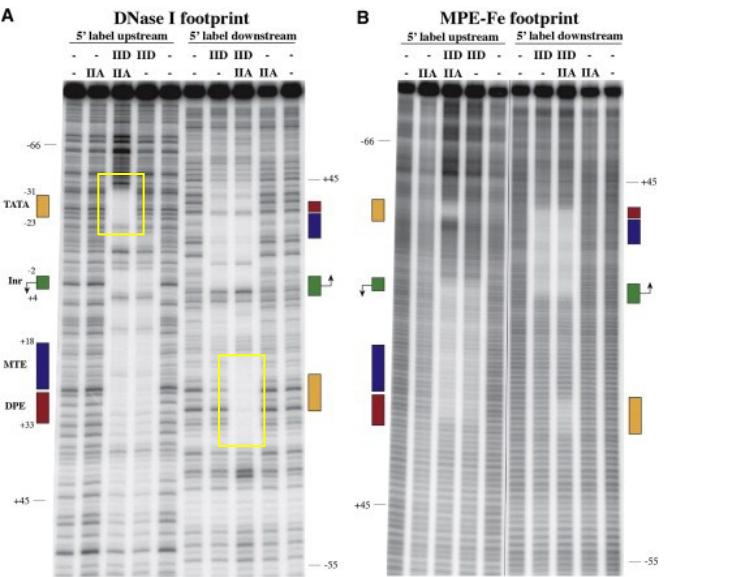 A DNase I footprint
5' label upstream 5' label downstream
- - IID IID - - IID IID - -
- IIA IIA - - - - IIA IIA -
-66
TATA
-31
-23
Inr
-2
+4
MTE
+18
DPE
+33
+45
+45
-55
B MPE-Fe footprint
5' label upstream 5' label downstream
- - IID IID - - IID IID - -
- IIA IIA - - - - IIA IIA -
-66
+45
+45
-55